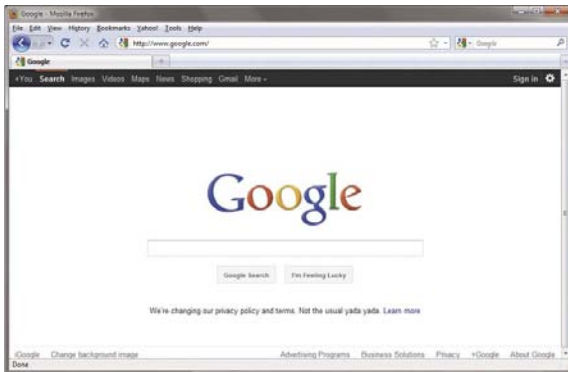 Google - Mozilla Firefox
File Edit View History Bookmarks Yahoo! Tools Help
http://www.google.com/ Google
Google
+You Search Images Videos Maps News Shopping Gmail More Sign in
Google
Google Search I'm Feeling Lucky
We're changing our privacy policy and terms. Not the usual yada yada. Learn more
iGoogle Change background image Advertising Programs Business Solutions Privacy +Google About Google
Done